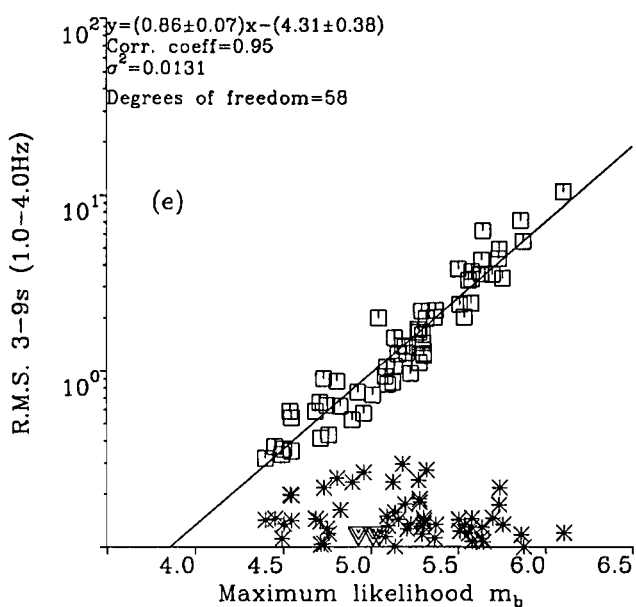 10²
y=(0.86±0.07)x−(4.31±0.38)
Corr. coeff=0.95
σ²=0.0131
Degrees of freedom=58
(e)
R.M.S. 3−9s (1.0−4.0Hz)
10¹
10⁰
4.0 4.5 5.0 5.5 6.0 6.5
Maximum likelihood m_b